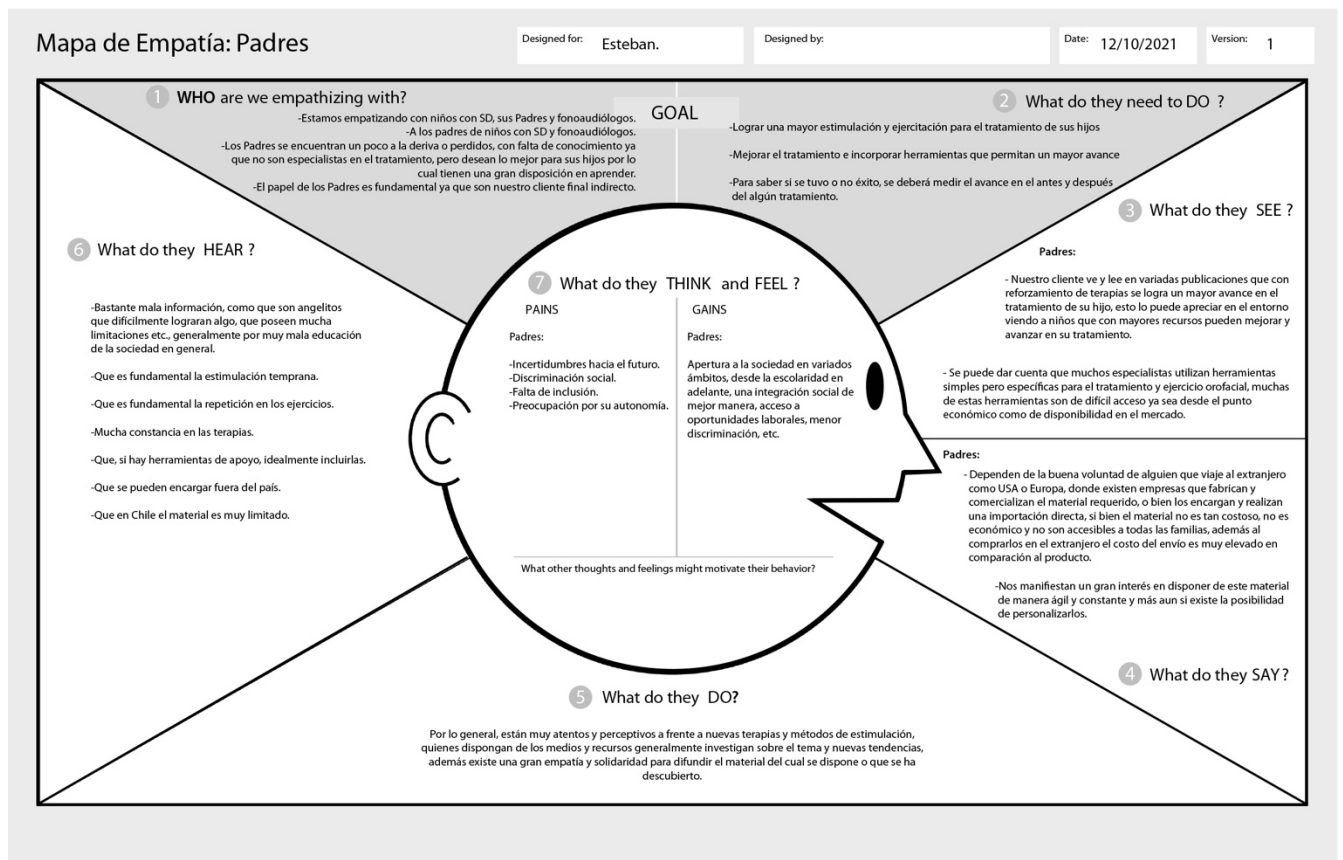 Mapa de Empatía: Padres
Designed for: Esteban.
Designed by:
Date: 12/10/2021
Version: 1
1 WHO are we empathizing with?
-Estamos empatizando con niños con SD, sus Padres y fonoaudiólogos.
-A los padres de niños con SD y fonoaudiólogos.
-Los Padres se encuentran un poco a la deriva o perdidos, con falta de conocimiento ya
que no son especialistas en el tratamiento, pero desean lo mejor para sus hijos por lo
cual tienen una gran disposición en aprender.
-El papel de los Padres es fundamental ya que son nuestro cliente final indirecto.
GOAL
2 What do they need to DO ?
-Lograr una mayor estimulación y ejercitación para el tratamiento de sus hijos
-Mejorar el tratamiento e incorporar herramientas que permitan un mayor avance
-Para saber si se tuvo o no éxito, se deberá medir el avance en el antes y después
del algún tratamiento.
3 What do they SEE ?
Padres:
- Nuestro cliente ve y lee en variadas publicaciones que con
reforzamiento de terapias se logra un mayor avance en el
tratamiento de su hijo, esto lo puede apreciar en el entorno
viendo a niños que con mayores recursos pueden mejorar y
avanzar en su tratamiento.
- Se puede dar cuenta que muchos especialistas utilizan herramientas
simples pero específicas para el tratamiento y ejercicio orofacial, muchas
de estas herramientas son de difícil acceso ya sea desde el punto
económico como de disponibilidad en el mercado.
Padres:
- Dependen de la buena voluntad de alguien que viaje al extranjero
como USA o Europa, donde existen empresas que fabrican y
comercializan el material requerido, o bien los encargan y realizan
una importación directa, si bien el material no es tan costoso, no es
económico y no son accesibles a todas las familias, además al
comprarlos en el extranjero el costo del envío es muy elevado en
comparación al producto.
-Nos manifiestan un gran interés en disponer de este material
de manera ágil y constante y más aun si existe la posibilidad
de personalizarlos.
4 What do they SAY ?
5 What do they DO?
Por lo general, están muy atentos y perceptivos a frente a nuevas terapias y métodos de estimulación,
quienes dispongan de los medios y recursos generalmente investigan sobre el tema y nuevas tendencias,
además existe una gran empatía y solidaridad para difundir el material del cual se dispone o que se ha
descubierto.
6 What do they HEAR ?
-Bastante mala información, como que son angelitos
que difícilmente lograran algo, que poseen mucha
limitaciones etc., generalmente por muy mala educación
de la sociedad en general.
-Que es fundamental la estimulación temprana.
-Que es fundamental la repetición en los ejercicios.
-Mucha constancia en las terapias.
-Que, si hay herramientas de apoyo, idealmente incluirlas.
-Que se pueden encargar fuera del país.
-Que en Chile el material es muy limitado.
7 What do they THINK and FEEL ?
PAINS
Padres:
-Incertidumbres hacia el futuro.
-Discriminación social.
-Falta de inclusión.
-Preocupación por su autonomía.
GAINS
Padres:
Apertura a la sociedad en variados
ámbitos, desde la escolaridad en
adelante, una integración social de
mejor manera, acceso a
oportunidades laborales, menor
discriminación, etc.
What other thoughts and feelings might motivate their behavior?